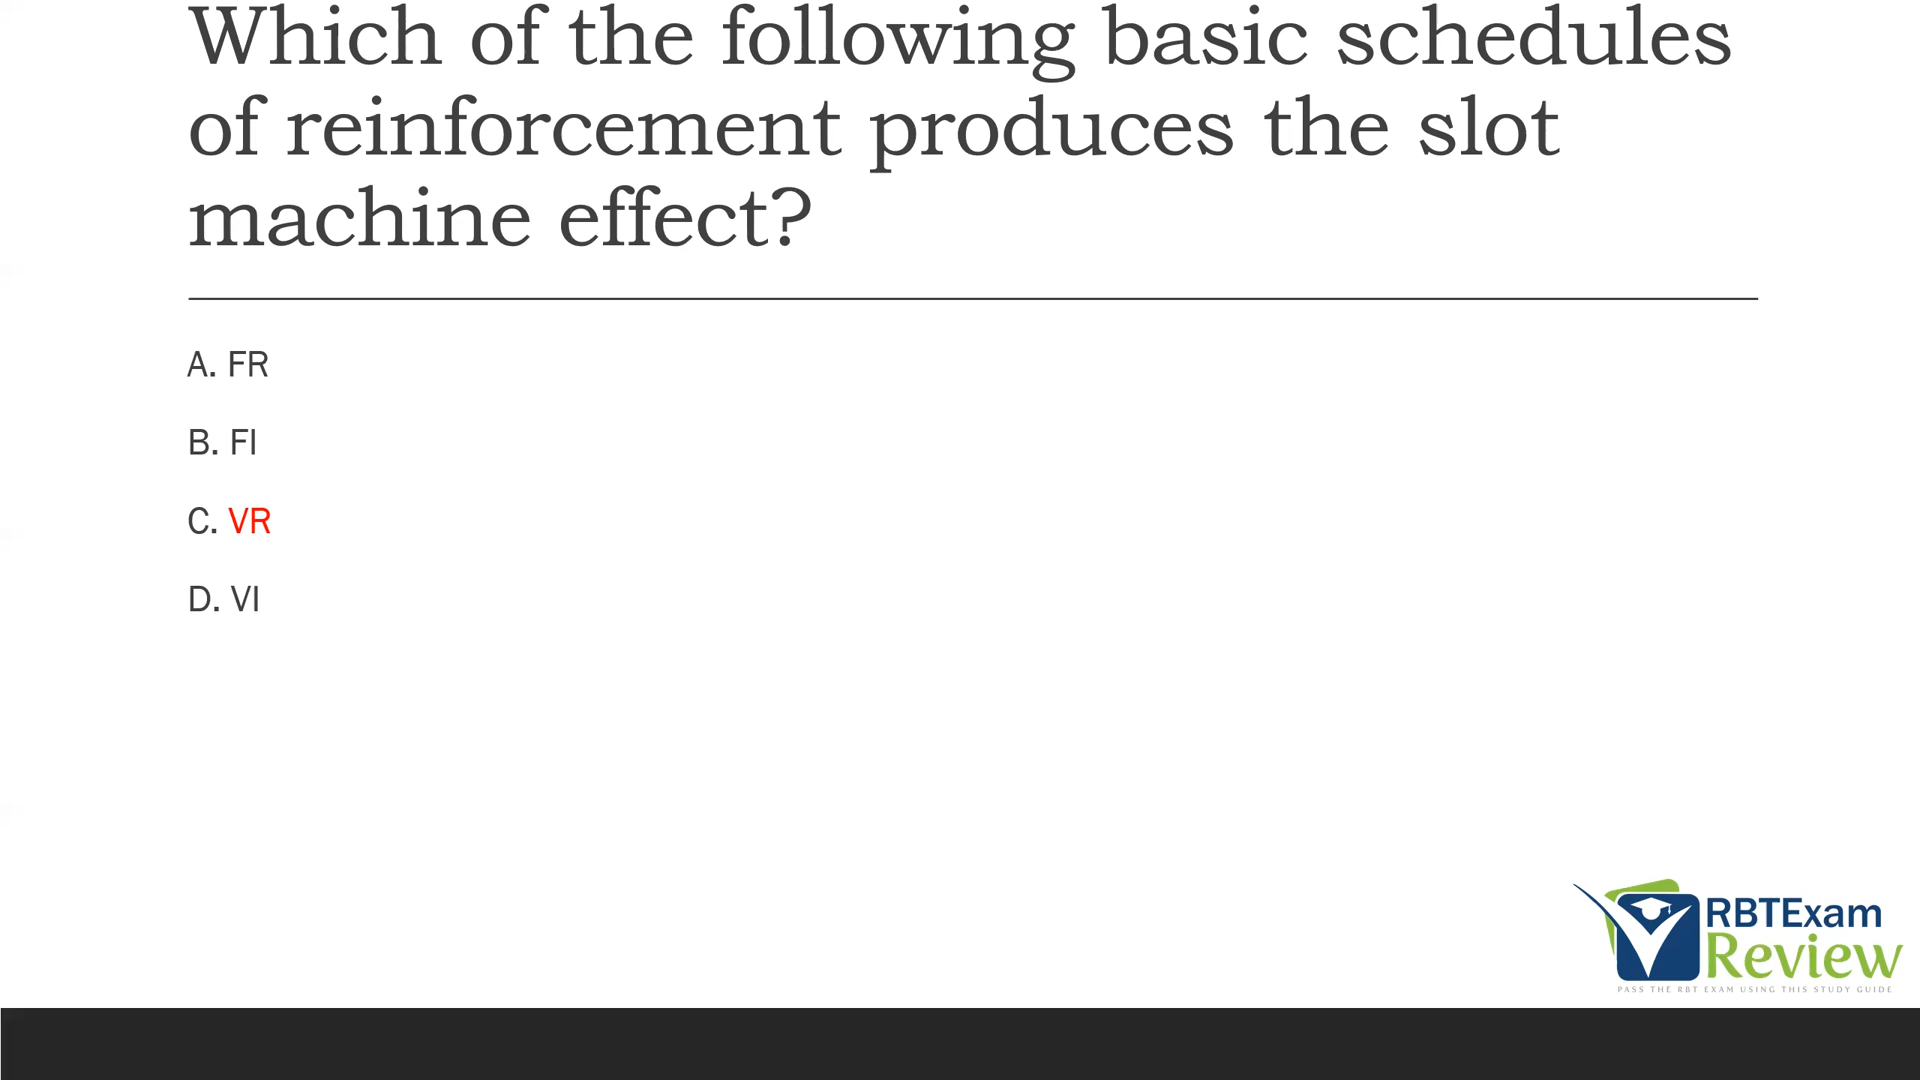 Which of the following basic schedules
of reinforcement produces the slot
machine effect?
A. FR
B. FI
C. VR
D. VI
RBTExam
Review
PASS THE RBT EXAM USING THIS STUDY GUIDE